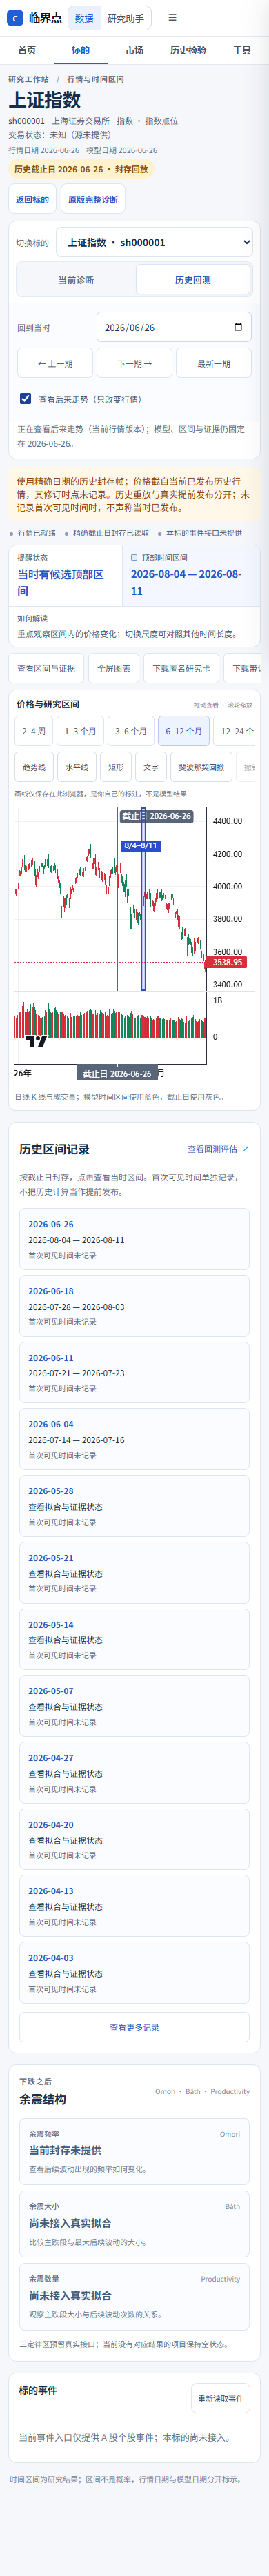 C 临界点 数据 研究助手 ☰
首页 标的 市场 历史检验 工具
研究工作站 / 行情与时间区间
上证指数
sh000001 上海证券交易所 指数 · 指数点位
交易状态：未知（源未提供）
行情日期 2026-06-26 模型日期 2026-06-26
历史截止日 2026-06-26 · 封存回放
返回标的 原版完整诊断
切换标的 上证指数 · sh000001
当前诊断 历史回测
回到当时 2026/06/26
← 上一期 下一期 → 最新一期
查看后来走势（只改变行情）
正在查看后来走势（当前行情版本）；模型、区间与证据仍固定
在 2026-06-26。
使用精确日期的历史封存帧；价格截自当前已发布历史行
情，其修订时点未记录。历史重放与真实提前发布分开；未
记录首次可见时间时，不声称当时已发布。
行情已就绪 精确截止日封存已读取 本标的事件接口未提供
提醒状态
当时有候选顶部区
间
顶部时间区间
2026-08-04 — 2026-08-
11
如何解读
重点观察区间内的价格变化；切换尺度可对照其他时间长度。
查看区间与证据 全屏图表 下载匿名研究卡
价格与研究区间 拖动查看 · 滚轮缩放
2–4 周 1–3 个月 3–6 个月 6–12 个月 12–24 个
趋势线 水平线 矩形 文字 斐波那契回撤
画线仅保存在此浏览器，是你自己的标注，不是模型结果
截止日 2026-06-26
8/4–8/11
4400.00
4200.00
4000.00
3800.00
3600.00
3538.95
3400.00
1B
0
26年 截止日 2026-06-26 月
日线 K 线与成交量；模型时间区间使用蓝色，截止日使用灰色。
历史区间记录 查看回测评估 ↗
按截止日封存，点击查看当时区间。首次可见时间单独记录，
不把历史计算当作提前发布。
2026-06-26
2026-08-04 — 2026-08-11
首次可见时间未记录
2026-06-18
2026-07-28 — 2026-08-03
首次可见时间未记录
2026-06-11
2026-07-21 — 2026-07-23
首次可见时间未记录
2026-06-04
2026-07-14 — 2026-07-16
首次可见时间未记录
2026-05-28
查看拟合与证据状态
首次可见时间未记录
2026-05-21
查看拟合与证据状态
首次可见时间未记录
2026-05-14
查看拟合与证据状态
首次可见时间未记录
2026-05-07
查看拟合与证据状态
首次可见时间未记录
2026-04-27
查看拟合与证据状态
首次可见时间未记录
2026-04-20
查看拟合与证据状态
首次可见时间未记录
2026-04-13
查看拟合与证据状态
首次可见时间未记录
2026-04-03
查看拟合与证据状态
首次可见时间未记录
查看更多记录
下跌之后
余震结构 Omori · Båth · Productivity
余震频率 Omori
当前封存未提供
查看后续波动出现的频率如何变化。
余震大小 Båth
尚未接入真实拟合
比较主跌段与最大后续波动的大小。
余震数量 Productivity
尚未接入真实拟合
观察主跌段大小与后续波动次数的关系。
三定律区预留真实接口；当前没有对应结果的项目保持空状态。
标的事件 重新读取事件
当前事件入口仅提供 A 股个股事件；本标的尚未接入。
时间区间为研究结果；区间不是概率，行情日期与模型日期分开标示。